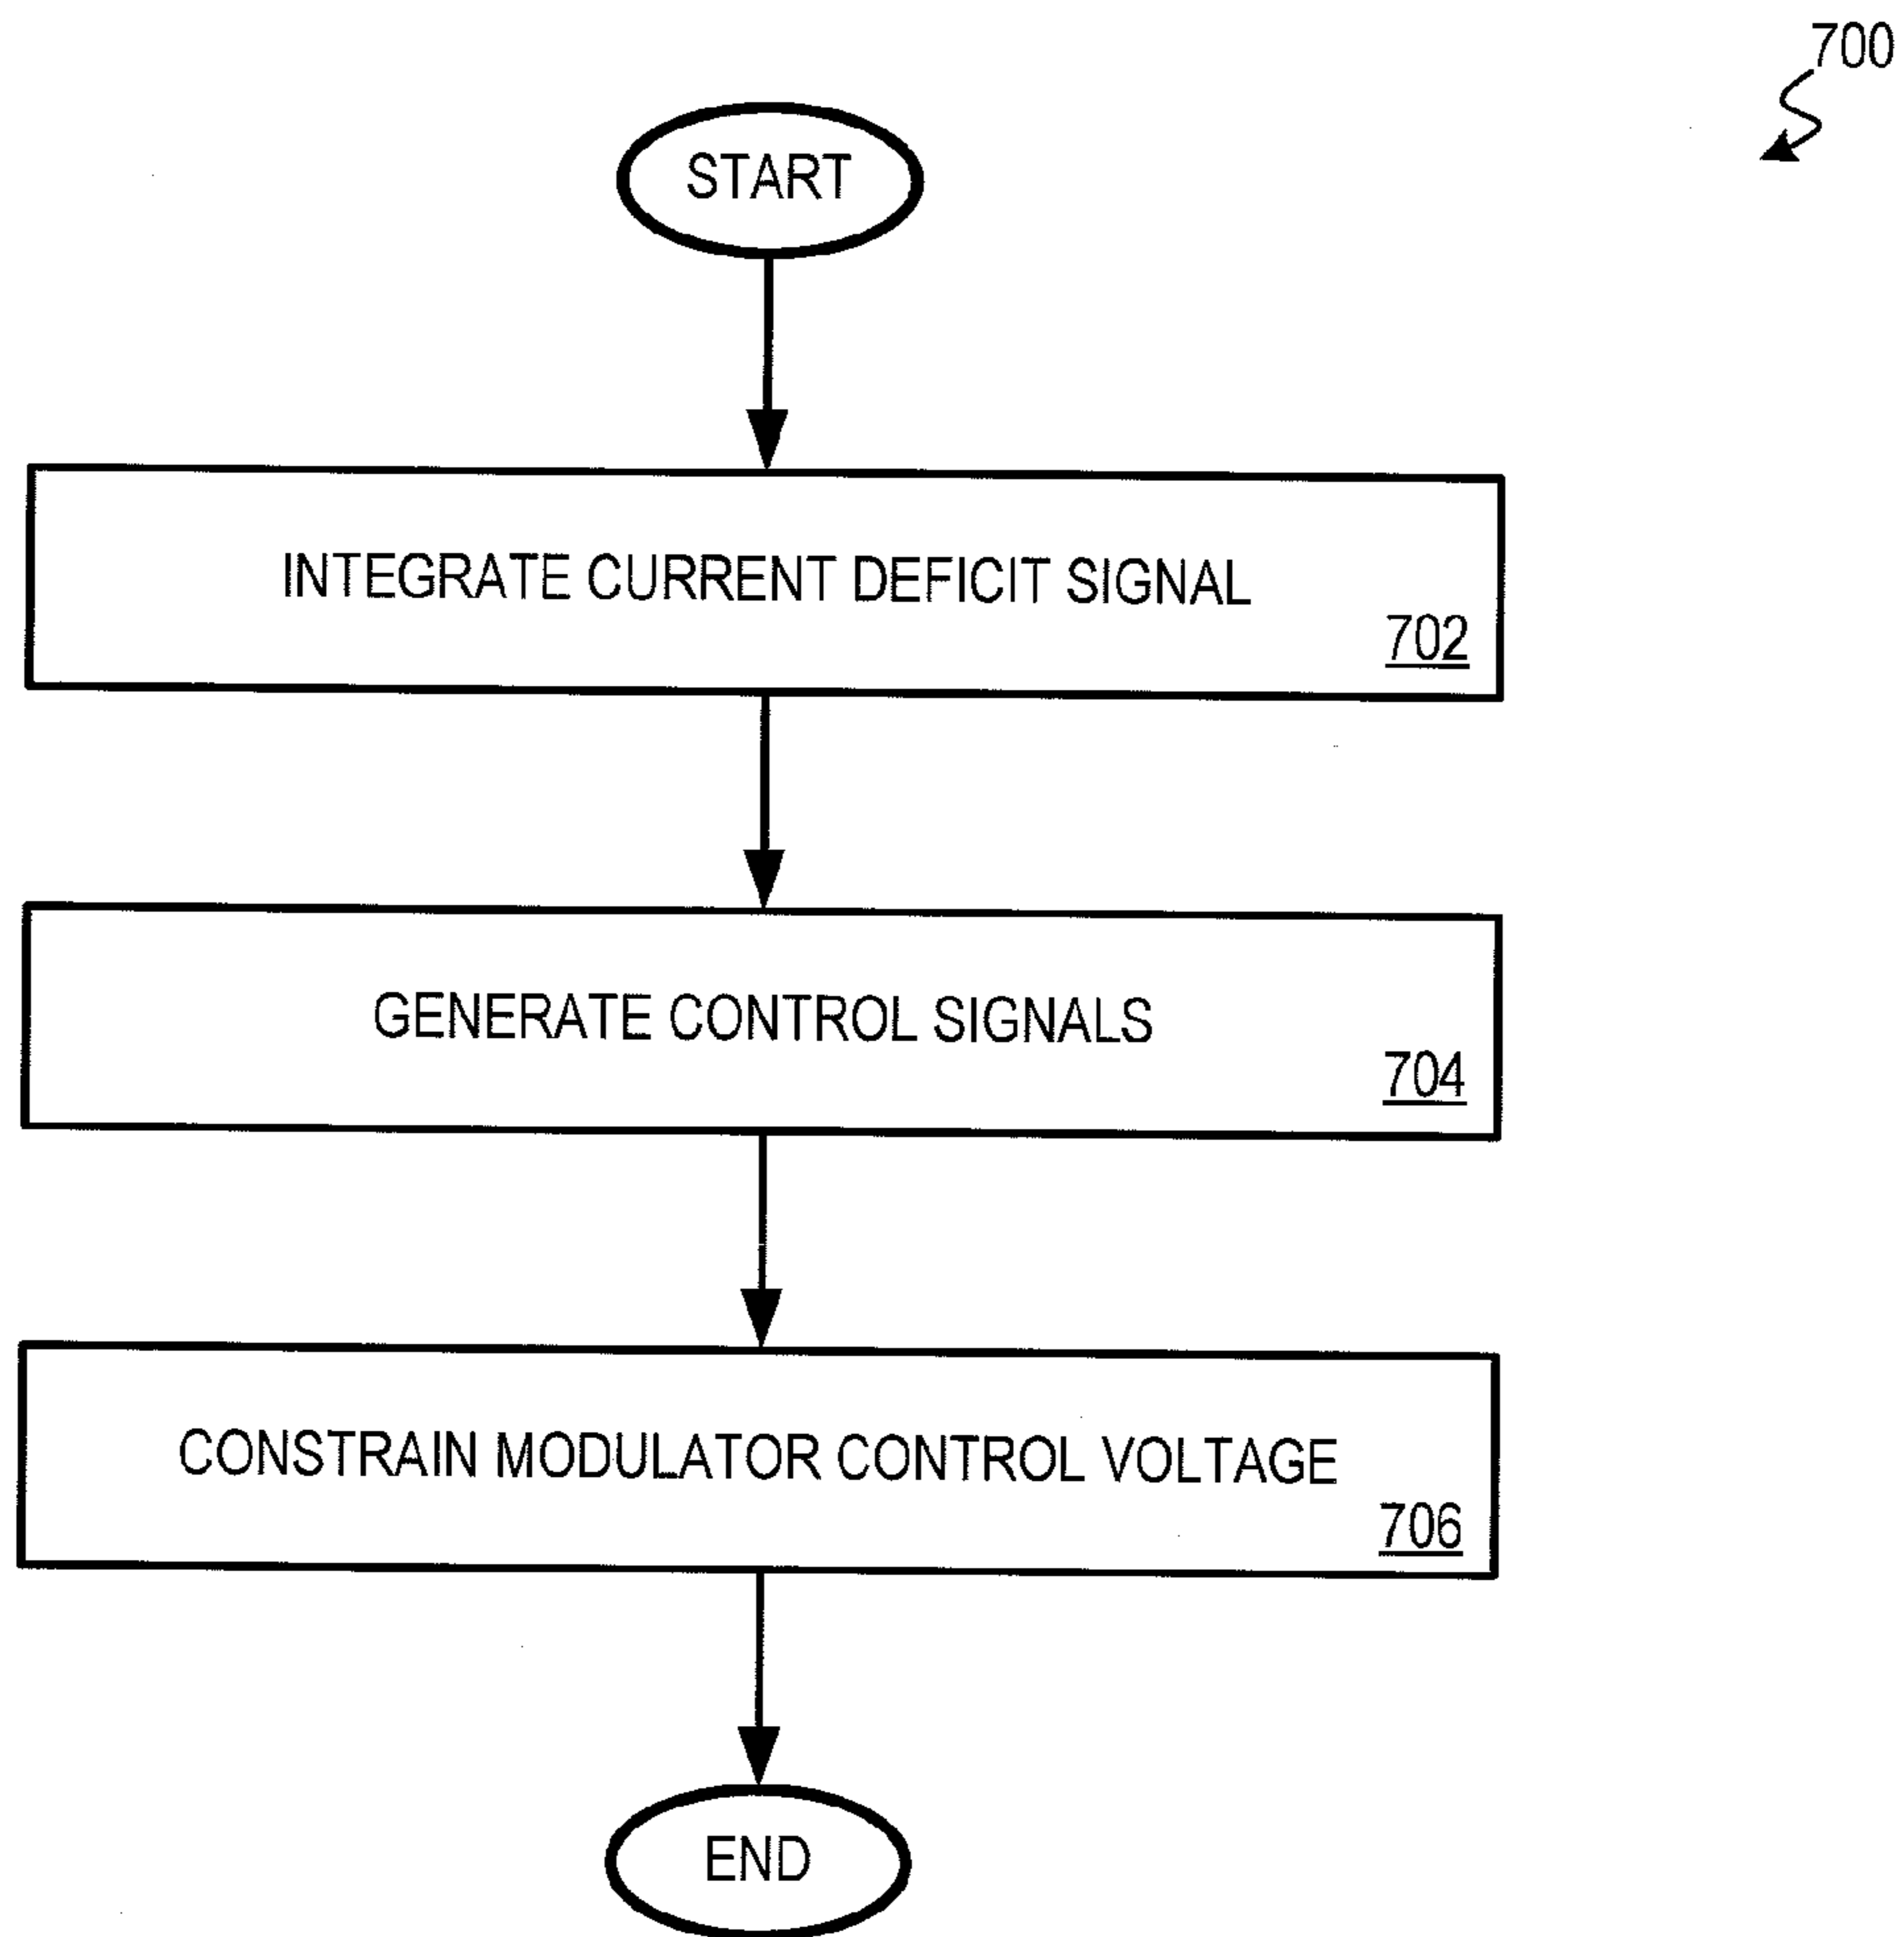 700
START
INTEGRATE CURRENT DEFICIT SIGNAL
702
GENERATE CONTROL SIGNALS
704
CONSTRAIN MODULATOR CONTROL VOLTAGE
706
END